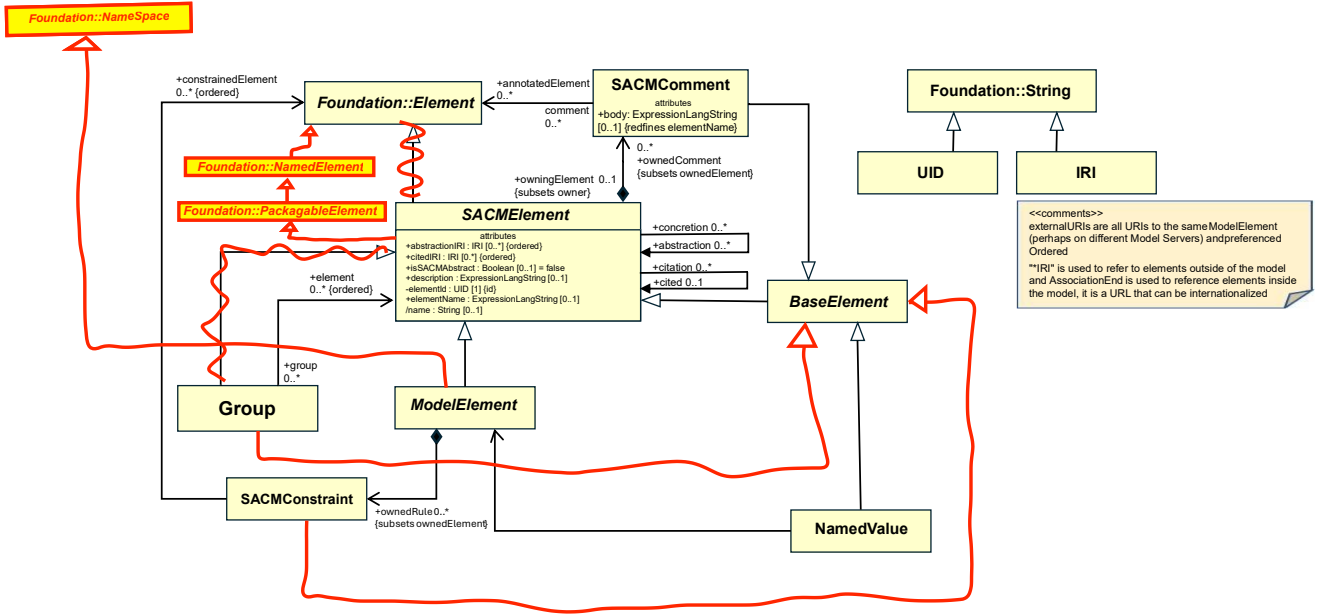 Foundation::NameSpace
+constrainedElement
0..* {ordered}
Foundation::Element
+annotatedElement
0..*
comment
0..*
SACMComment
attributes
+body: ExpressionLangString
[0..1] {redfines elementName}
Foundation::String
Foundation::NamedElement
Foundation::PackagableElement
0..*
+ownedComment
{subsets ownedElement}
+owningElement 0..1
{subsets owner}
UID
IRI
SACMElement
attributes
+abstractionIRI : IRI [0..*] {ordered}
+citedIRI : IRI [0.*] {ordered}
+isSACMAbstract : Boolean [0..1] = false
+description : ExpressionLangString [0..1]
-elementId : UID [1] {id}
+elementName : ExpressionLangString [0..1]
/name : String [0..1]
+concretion 0..*
+abstraction 0..*
+citation 0..*
+cited 0..1
<<comments>>
externalURIs are all URIs to the sameModelElement
(perhaps on different Model Servers) andpreferenced
Ordered
"*IRI" is used to refer to elements outside of the model
and AssociationEnd is used to reference elements inside
the model, it is a URL that can be internationalized
+element
0..* {ordered}
BaseElement
+group
0..*
Group
ModelElement
SACMConstraint
+ownedRule0..*
{subsets ownedElement}
NamedValue